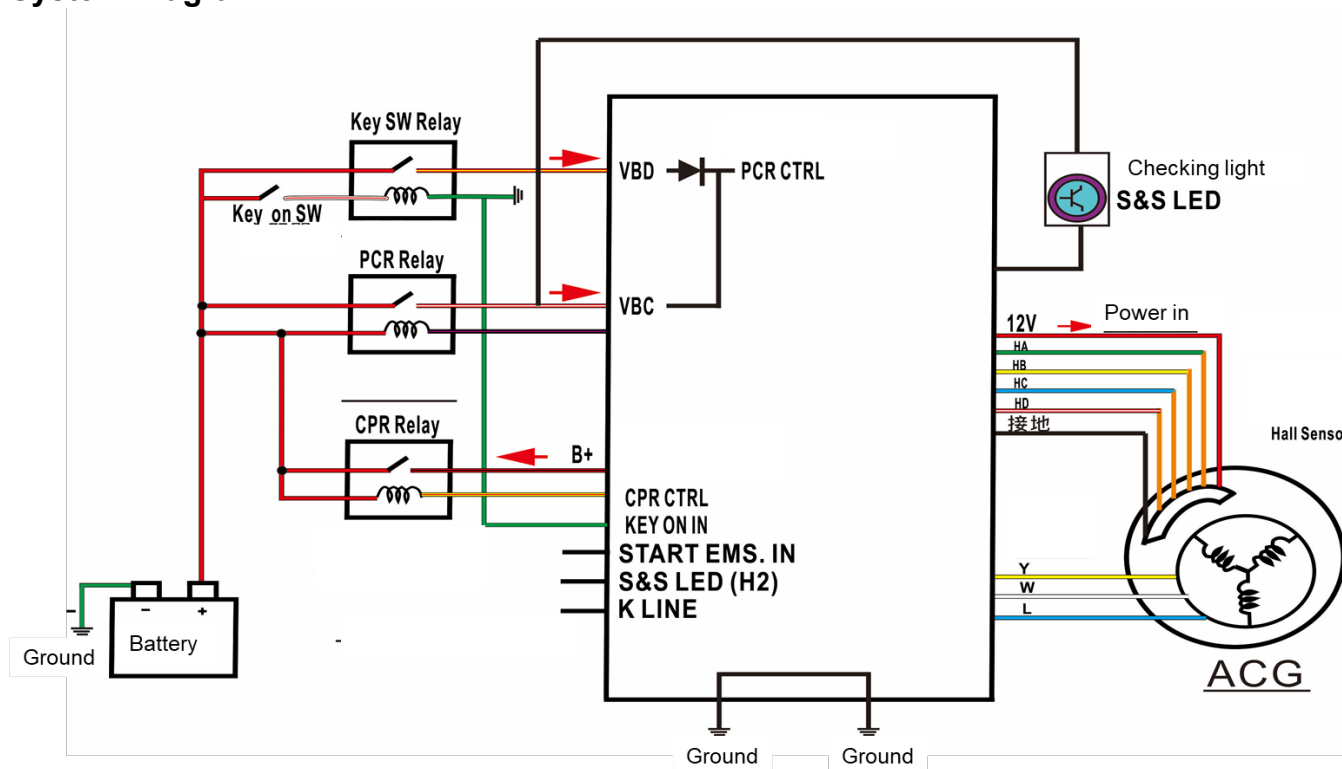 Key SW Relay
Key on SW
PCR Relay
CPR Relay
B+
VBD
PCR CTRL
VBC
CPR CTRL
KEY ON IN
START EMS. IN
S&S LED (H2)
K LINE
Checking light
S&S LED
12V
Power in
HA
HB
HC
HD
接地
Hall Senso
Y
W
L
ACG
-
- +
Battery
Ground
-
Ground
Ground